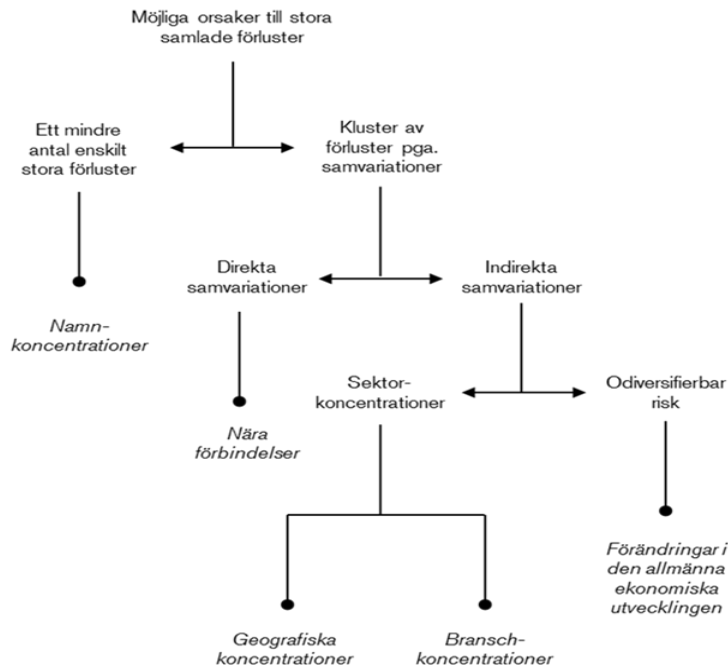 Möjliga orsaker till stora
samlade förluster
Ett mindre
antal enskilt
stora förluster
Kluster av
förluster pga.
samvariationer
Namn-
koncentrationer
Direkta
samvariationer
Indirekta
samvariationer
Nära
förbindelser
Sektor-
koncentrationer
Odiversifierbar
risk
Geografiska
koncentrationer
Bransch-
koncentrationer
Förändringar i
den allmänna
ekonomiska
utvecklingen